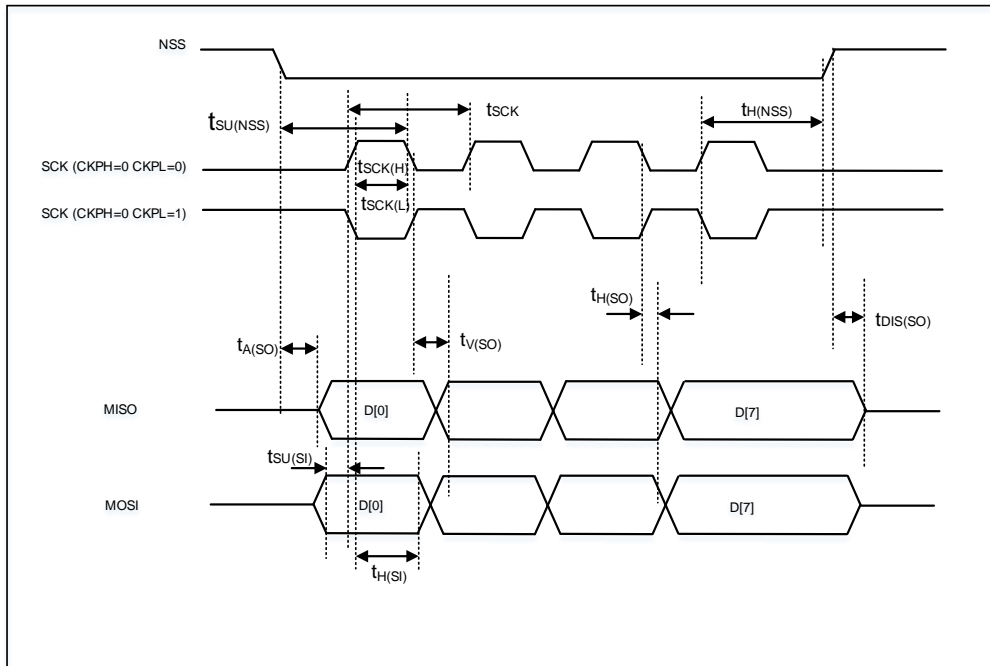 NSS
tSCK
tH(NSS)
tSU(NSS)
SCK (CKPH=0 CKPL=0)
tSCK(H)
tSCK(L)
SCK (CKPH=0 CKPL=1)
tH(SO)
tDIS(SO)
tA(SO)
tV(SO)
MISO
D[0]
D[7]
tSU(SI)
MOSI
D[0]
D[7]
tH(SI)